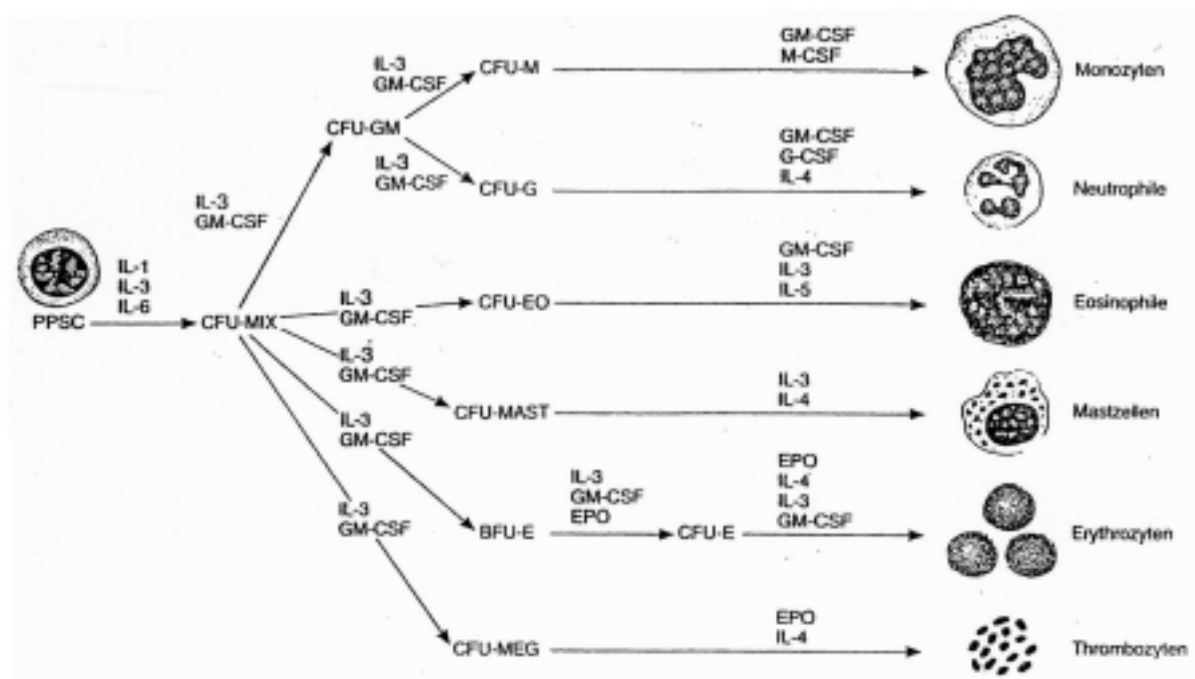 GM-CSF
M-CSF
IL-3
GM-CSF
CFU-M
Monozyten
CFU-GM
IL-3
GM-CSF
GM-CSF
G-CSF
IL-4
CFU-G
Neutrophile
IL-3
GM-CSF
IL-1
IL-3
IL-6
PPSC
CFU-MIX
IL-3
GM-CSF
CFU-EO
GM-CSF
IL-3
IL-5
Eosinophile
IL-3
GM-CSF
CFU-MAST
IL-3
IL-4
Mastzellen
IL-3
GM-CSF
BFU-E
IL-3
GM-CSF
EPO
CFU-E
EPO
IL-4
IL-3
GM-CSF
Erythrozyten
IL-3
GM-CSF
CFU-MEG
EPO
IL-4
Thrombozyten